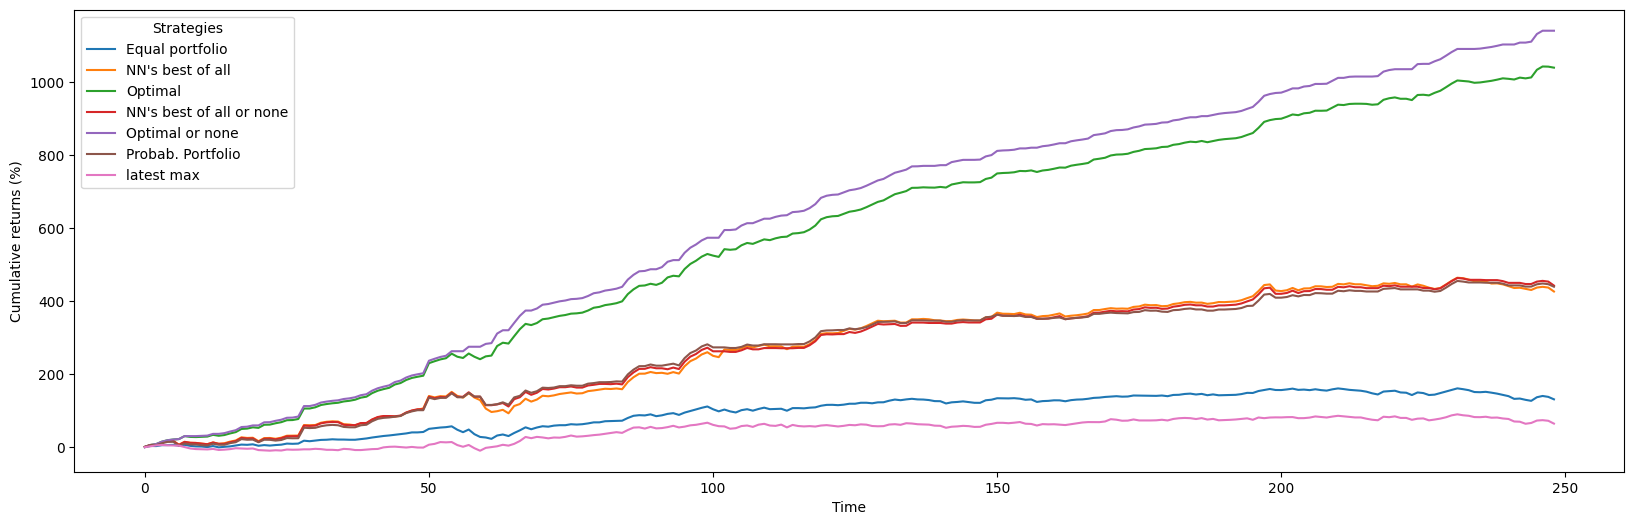 Strategies
Equal portfolio
NN's best of all
Optimal
NN's best of all or none
Optimal or none
Probab. Portfolio
latest max
Cumulative returns (%)
1000
800
600
400
200
0
0 50 100 150 200 250
Time